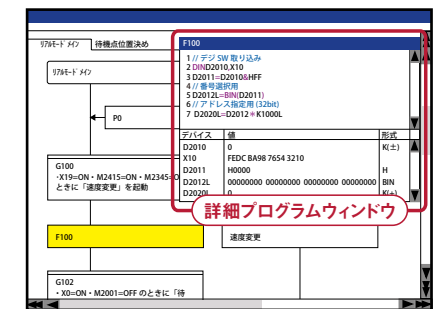 リアルモード メイン
待機点位置決め
リアルモード メイン
P0
G100
・X19=ON・M2415=ON・M2345=O
ときに「速度変更」を起動
F100
速度変更
G102
・X0=ON・M2001=OFF のときに「待
F100
1 // デジ SW 取り込み
2 DIND2010,X10
3 D2011=D2010&HFF
4 // 番号選択用
5 D2012L=BIN(D2011)
6 // アドレス指定用 (32bit)
7 D2020L=D2012＊K1000L
デバイス 値 形式
D2010 0 K(±)
X10 FEDC BA98 7654 3210
D2011 H0000 H
D2012L 00000000 00000000 00000000 00000000 BIN
D2020L 0 K(±)
詳細プログラムウィンドウ